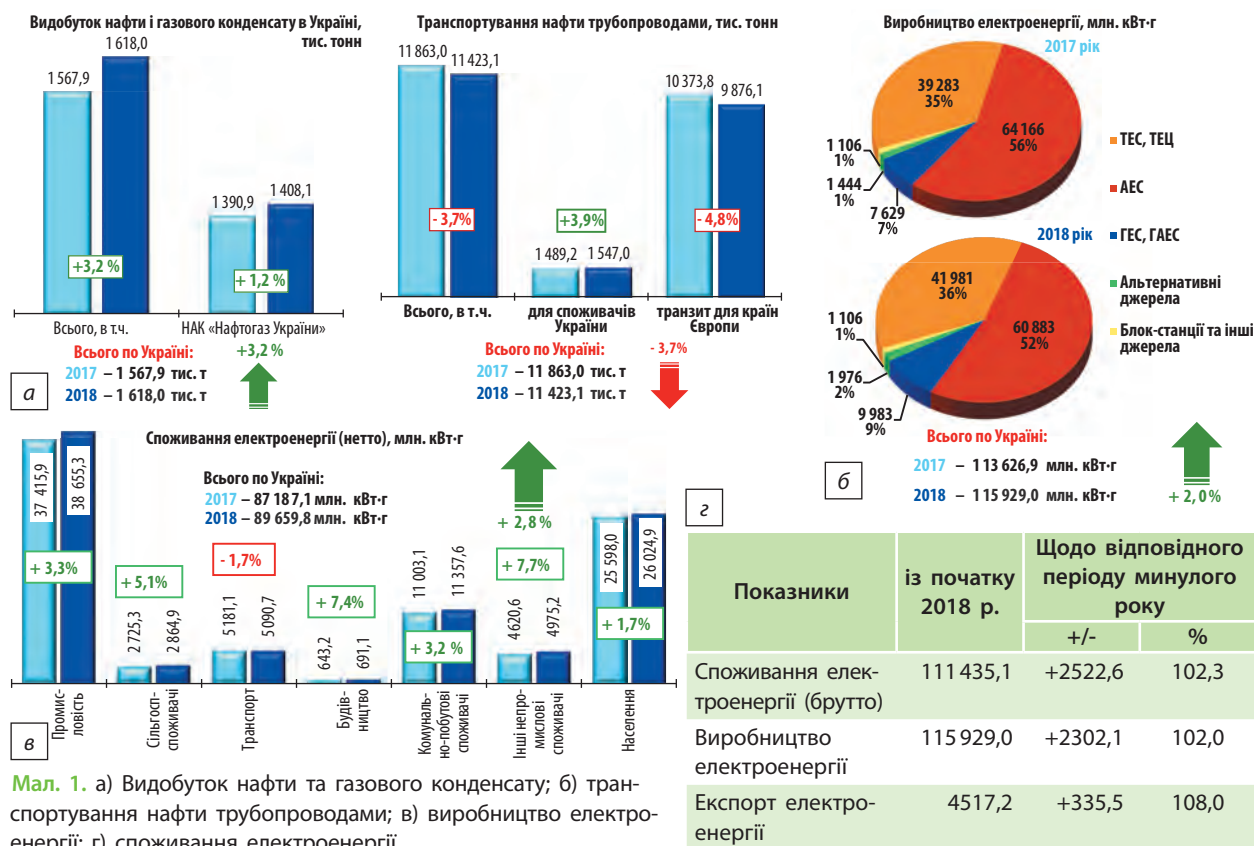 Видобуток нафти і газового конденсату в Україні,
тис. тонн
1 567,9
1 618,0
1 390,9
1 408,1
+3,2 %
+ 1,2 %
Всього, в т.ч.
НАК «Нафтогаз України»
Всього по Україні:
2017 – 1 567,9 тис. т
2018 – 1 618,0 тис. т
+3,2 %
а
Транспортування нафти трубопроводами, тис. тонн
11 863,0
11 423,1
1 489,2
1 547,0
10 373,8
9 876,1
- 3,7%
+3,9%
- 4,8%
Всього, в т.ч.
для споживачів
України
транзит для країн
Європи
Всього по Україні:
2017 – 11 863,0 тис. т
2018 – 11 423,1 тис. т
- 3,7%
Виробництво електроенергії, млн. кВт·г
2017 рік
39 283
35%
64 166
56%
1 106
1%
1 444
1%
7 629
7%
ТЕС, ТЕЦ
АЕС
ГЕС, ГАЕС
Альтернативні
джерела
Блок-станції та інші
джерела
2018 рік
41 981
36%
60 883
52%
1 106
1%
1 976
2%
9 983
9%
Всього по Україні:
2017 – 113 626,9 млн. кВт·г
2018 – 115 929,0 млн. кВт·г
+ 2,0%
б
Споживання електроенергії (нетто), млн. кВт·г
Всього по Україні:
2017 – 87 187,1 млн. кВт·г
2018 – 89 659,8 млн. кВт·г
+ 2,8%
37 415,9
38 655,3
+ 3,3%
2 725,3
2 864,9
+ 5,1%
5 181,1
5 090,7
- 1,7%
643,2
691,1
+ 7,4%
11 003,1
11 357,6
+ 3,2%
4 620,6
4975,2
+ 7,7%
25 598,0
26 024,9
+ 1,7%
Промис-
ловість
Сільгосп-
споживачі
Транспорт
Будів-
ництво
Комуналь-
но-побутові
споживачі
Інші непро-
мислові
споживачі
Населення
в
г
Показники
із початку
2018 р.
Щодо відповідного
періоду минулого
року
+/-
%
Споживання елек-
троенергії (брутто)
111 435,1
+2522,6
102,3
Виробництво
електроенергії
115 929,0
+2302,1
102,0
Експорт електро-
енергії
4517,2
+335,5
108,0
Мал. 1. а) Видобуток нафти та газового конденсату; б) тран-
спортування нафти трубопроводами; в) виробництво електро-
енергії; г) споживання електроенергії